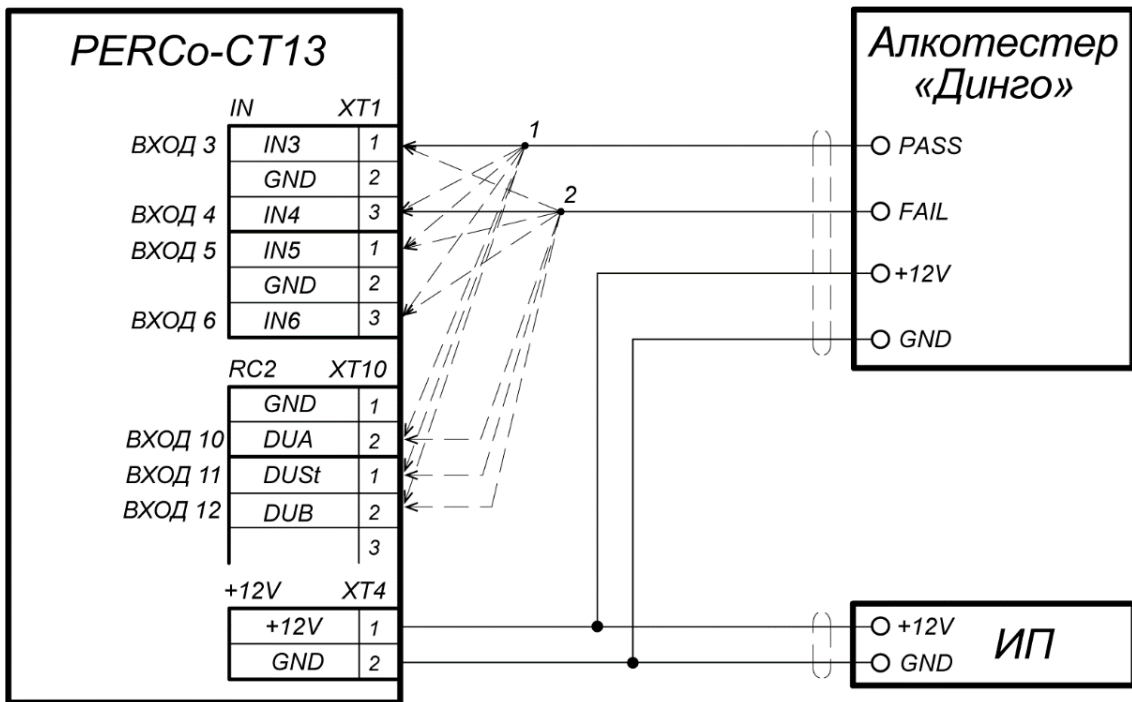 PERCo-CT13
IN XT1
ВХОД 3 IN3 1
GND 2
ВХОД 4 IN4 3
ВХОД 5 IN5 1
GND 2
ВХОД 6 IN6 3
RC2 XT10
GND 1
ВХОД 10 DUA 2
ВХОД 11 DUSt 1
ВХОД 12 DUB 2
3
+12V XT4
+12V 1
GND 2
1
2
Алкотестер
«Динго»
PASS
FAIL
+12V
GND
+12V
GND
ИП